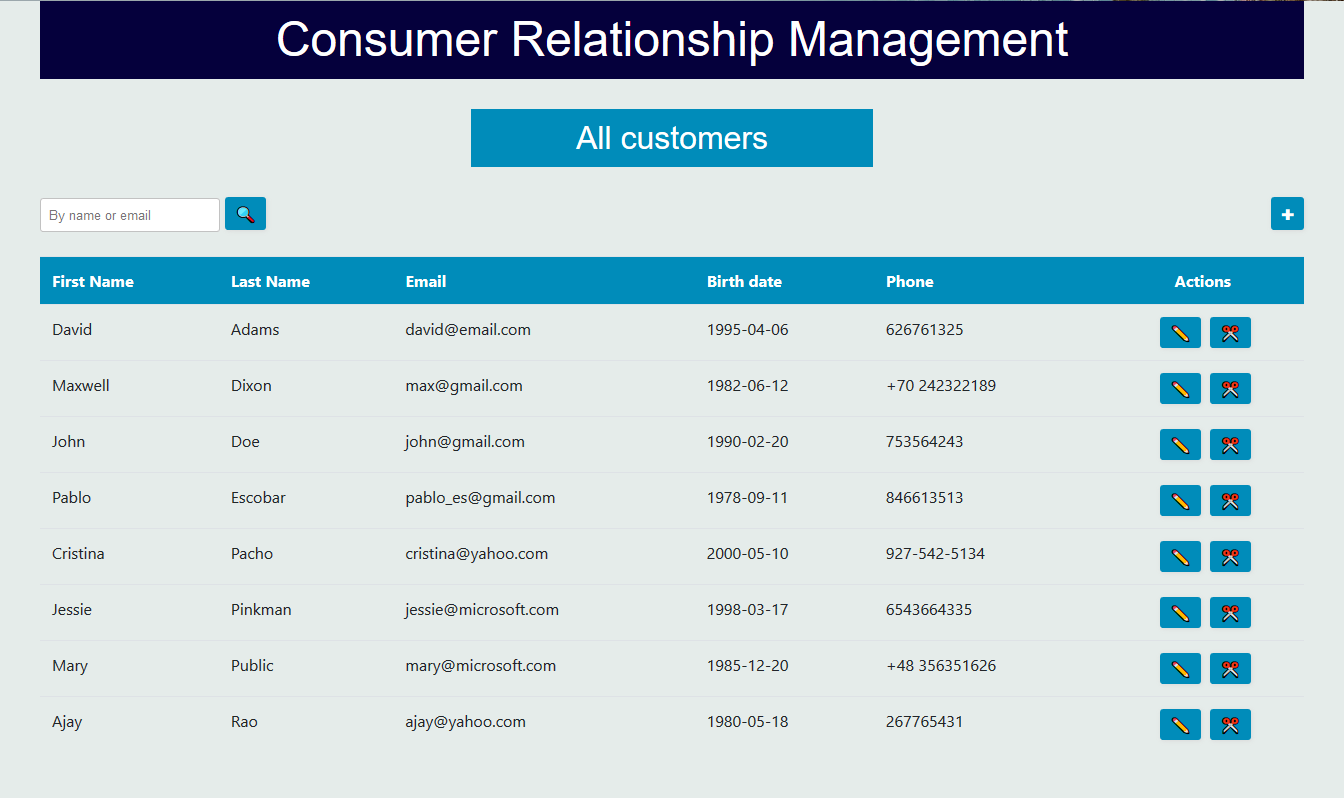 Consumer Relationship Management
All customers
By name or email
First Name Last Name Email Birth date Phone Actions
David Adams david@email.com 1995-04-06 626761325
Maxwell Dixon max@gmail.com 1982-06-12 +70 242322189
John Doe john@gmail.com 1990-02-20 753564243
Pablo Escobar pablo_es@gmail.com 1978-09-11 846613513
Cristina Pacho cristina@yahoo.com 2000-05-10 927-542-5134
Jessie Pinkman jessie@microsoft.com 1998-03-17 6543664335
Mary Public mary@microsoft.com 1985-12-20 +48 356351626
Ajay Rao ajay@yahoo.com 1980-05-18 267765431